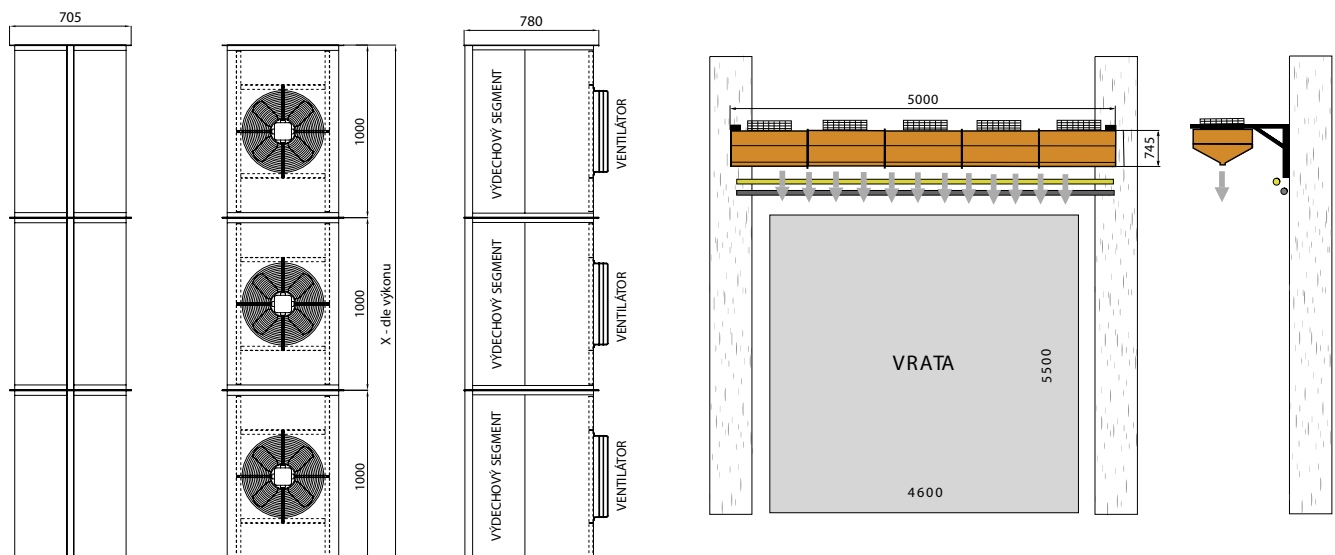 705
1000
1000
1000
X - dle výkonu
780
VÝDECHOVÝ SEGMENT
VENTILÁTOR
VÝDECHOVÝ SEGMENT
VENTILÁTOR
VÝDECHOVÝ SEGMENT
VENTILÁTOR
5000
745
VRATA
5500
4600